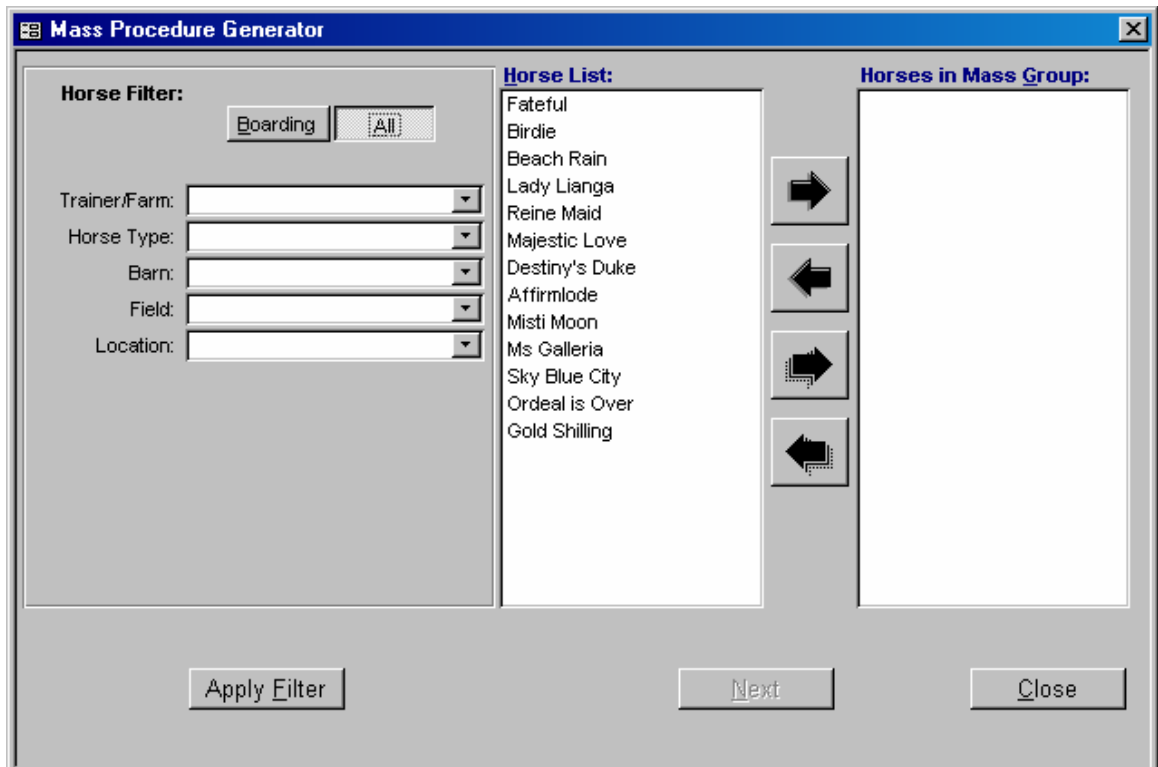 Mass Procedure Generator
Horse Filter:
Boarding
All
Trainer/Farm:
Horse Type:
Barn:
Field:
Location:
Horse List:
Fateful
Birdie
Beach Rain
Lady Lianga
Reine Maid
Majestic Love
Destiny's Duke
Affirmlode
Misti Moon
Ms Galleria
Sky Blue City
Ordeal is Over
Gold Shilling
Horses in Mass Group:
Apply Filter
Next
Close